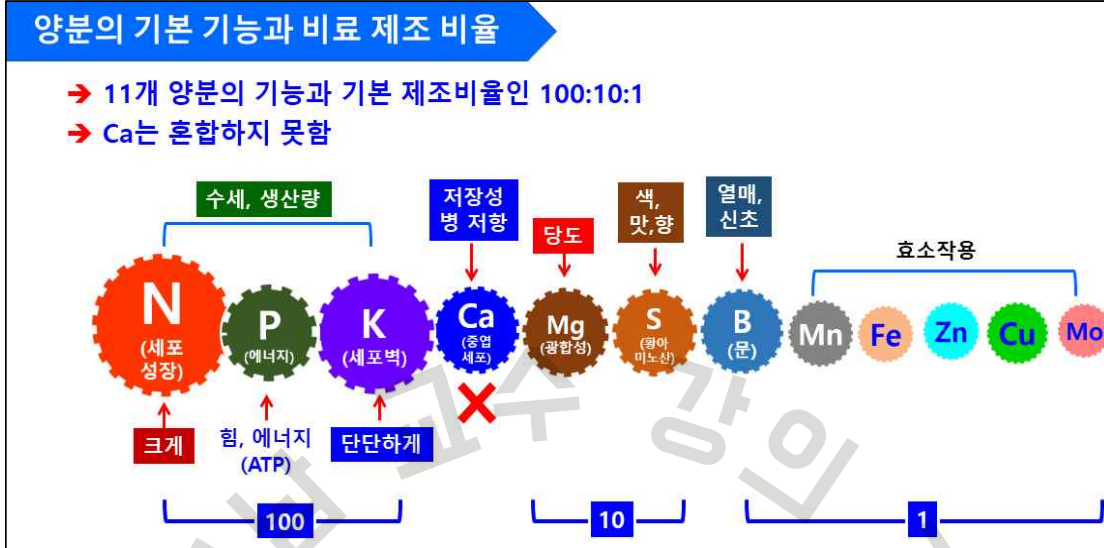 양분의 기본 기능과 비료 제조 비율
➔ 11개 양분의 기능과 기본 제조비율인 100:10:1
➔ Ca는 혼합하지 못함
수세, 생산량
저장성
병 저항
당도
색,
맛,향
열매,
신초
효소작용
N
(세포
성장)
P
(에너지)
K
(세포벽)
Ca
(중엽
세포)
Mg
(광합성)
S
(황아
미노산)
B
(문)
Mn
Fe
Zn
Cu
Mo
크게
힘, 에너지
(ATP)
단단하게
100
10
1
교수 강의